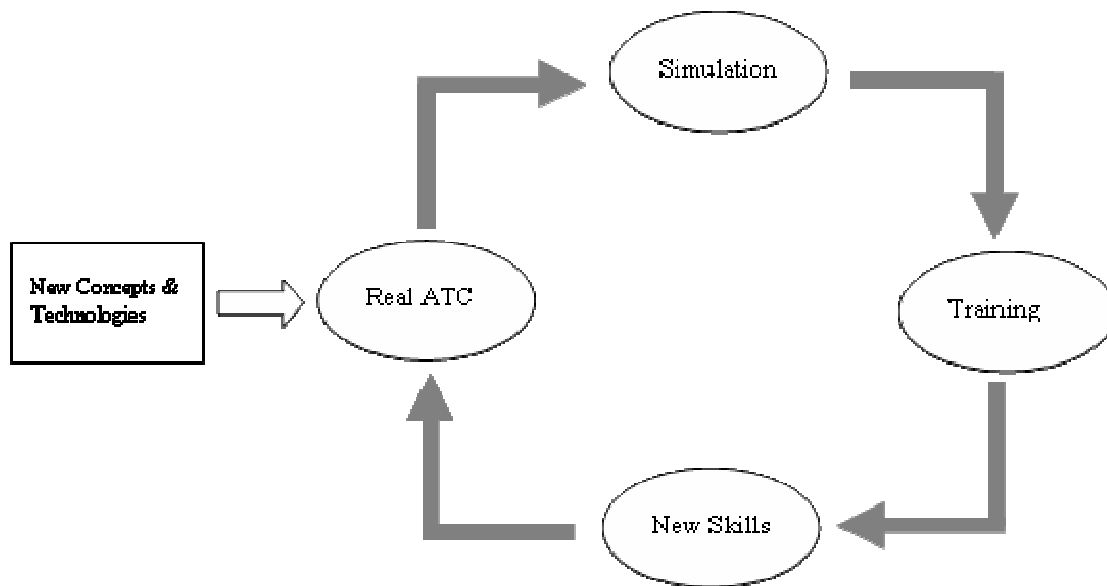 Simulation
New Concepts &
Technologies
Real ATC
Training
New Skills